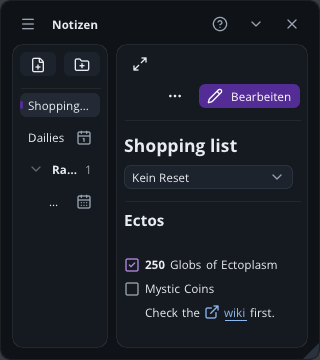 Notizen
Shopping...
Dailies
Ra... 1
...
Bearbeiten
Shopping list
Kein Reset
Ectos
250 Globs of Ectoplasm
Mystic Coins
Check the wiki first.